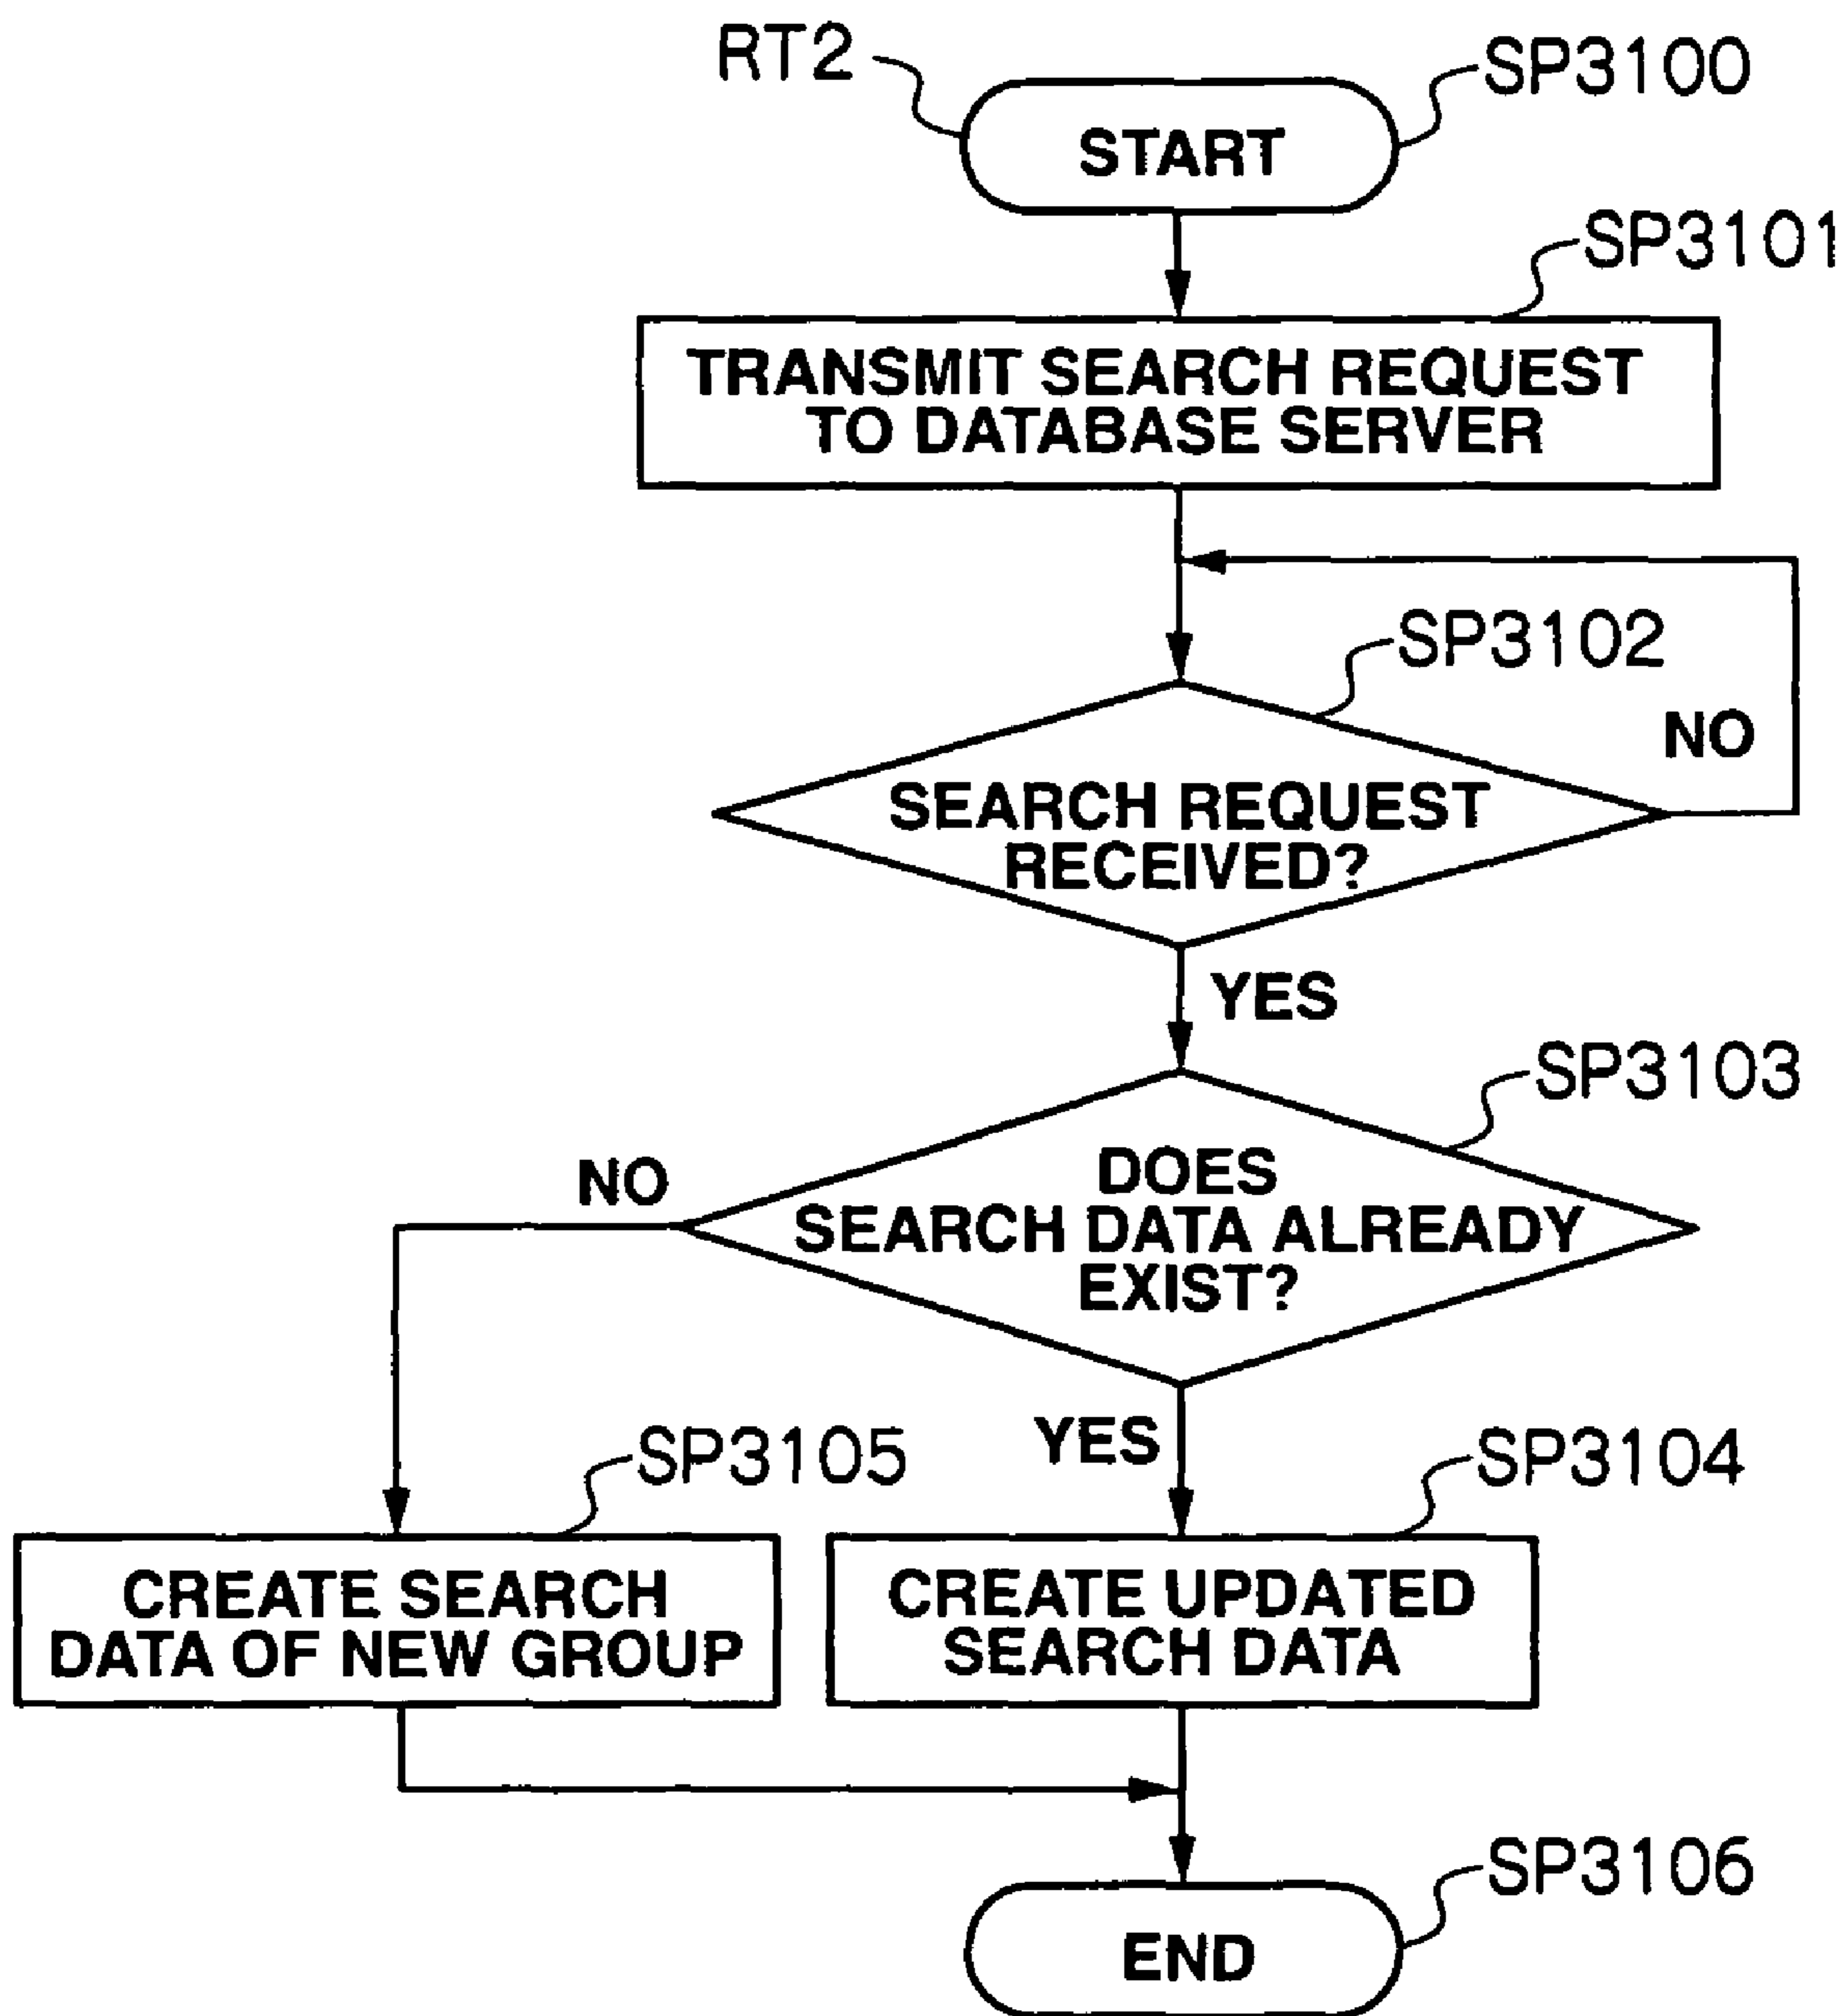 RT2
SP3100
START
SP3101
TRANSMIT SEARCH REQUEST
TO DATABASE SERVER
SP3102
NO
SEARCH REQUEST
RECEIVED?
YES
SP3103
NO
DOES
SEARCH DATA ALREADY
EXIST?
SP3105
YES
SP3104
CREATE SEARCH
DATA OF NEW GROUP
CREATE UPDATED
SEARCH DATA
SP3106
END